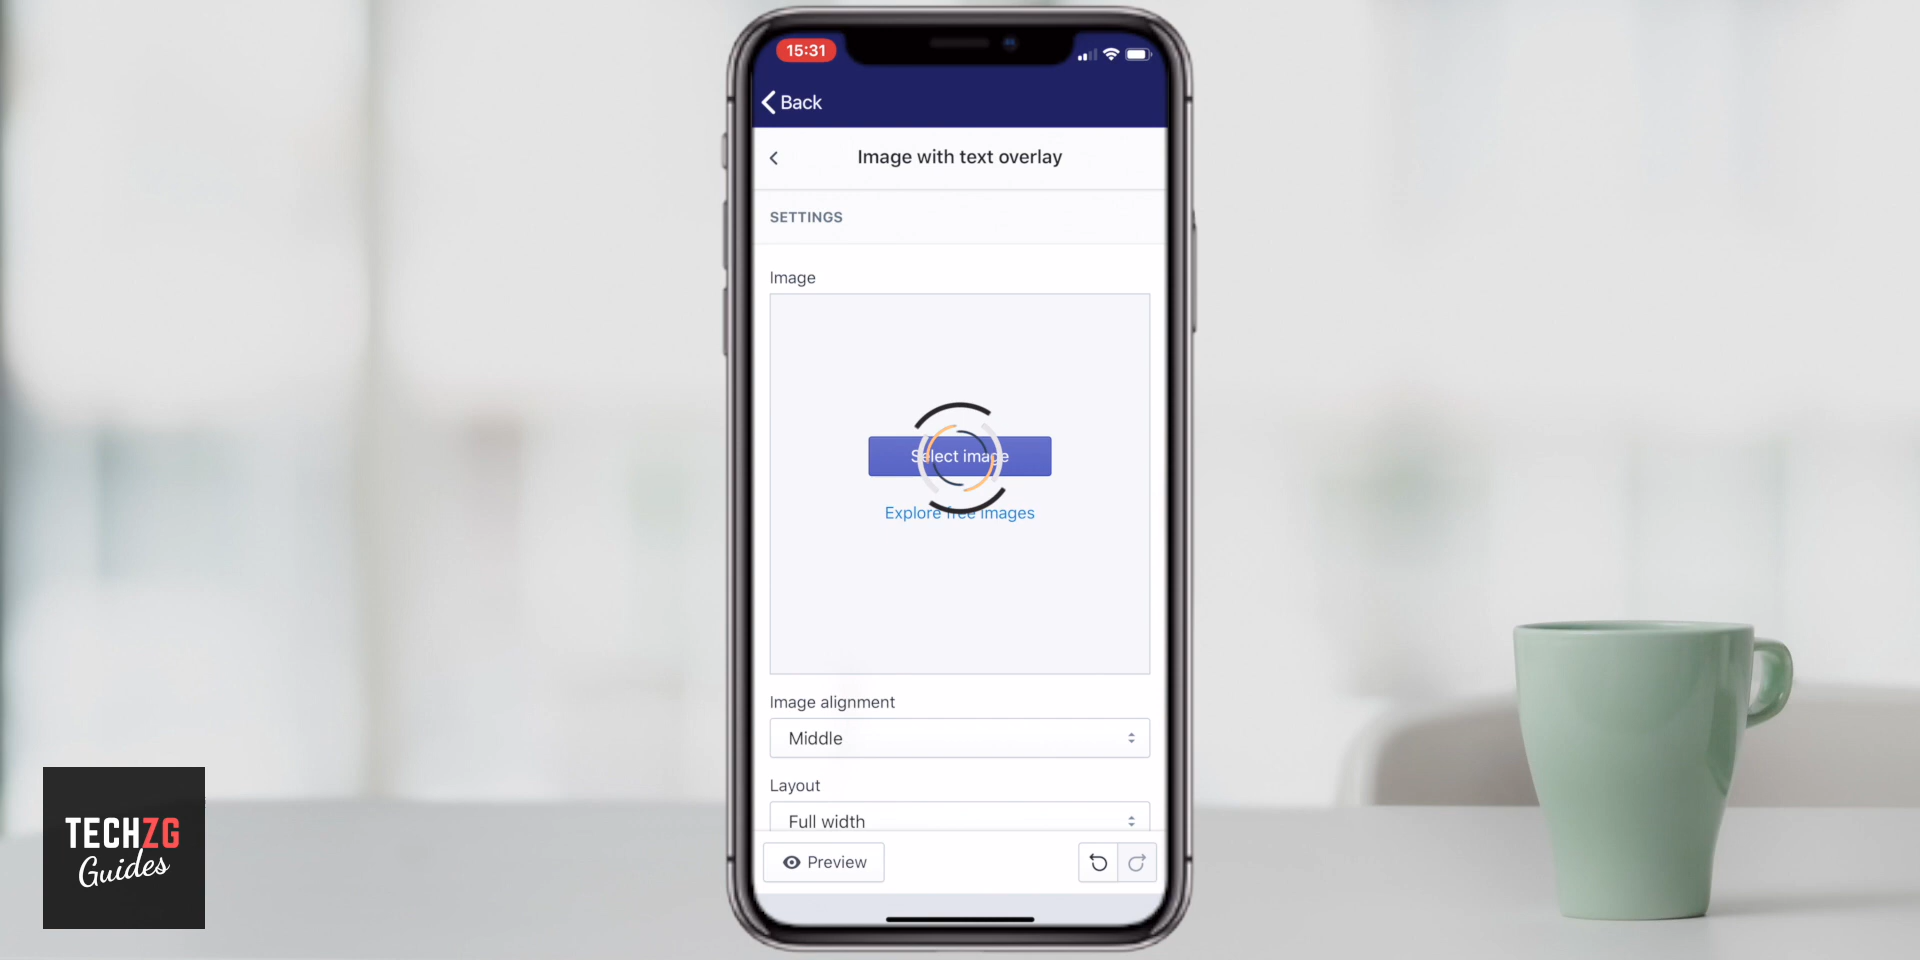 15:31
Back
Image with text overlay
SETTINGS
Image
Select image
Explore free images
Image alignment
Middle
Layout
Full width
Preview
TECHZG
Guides